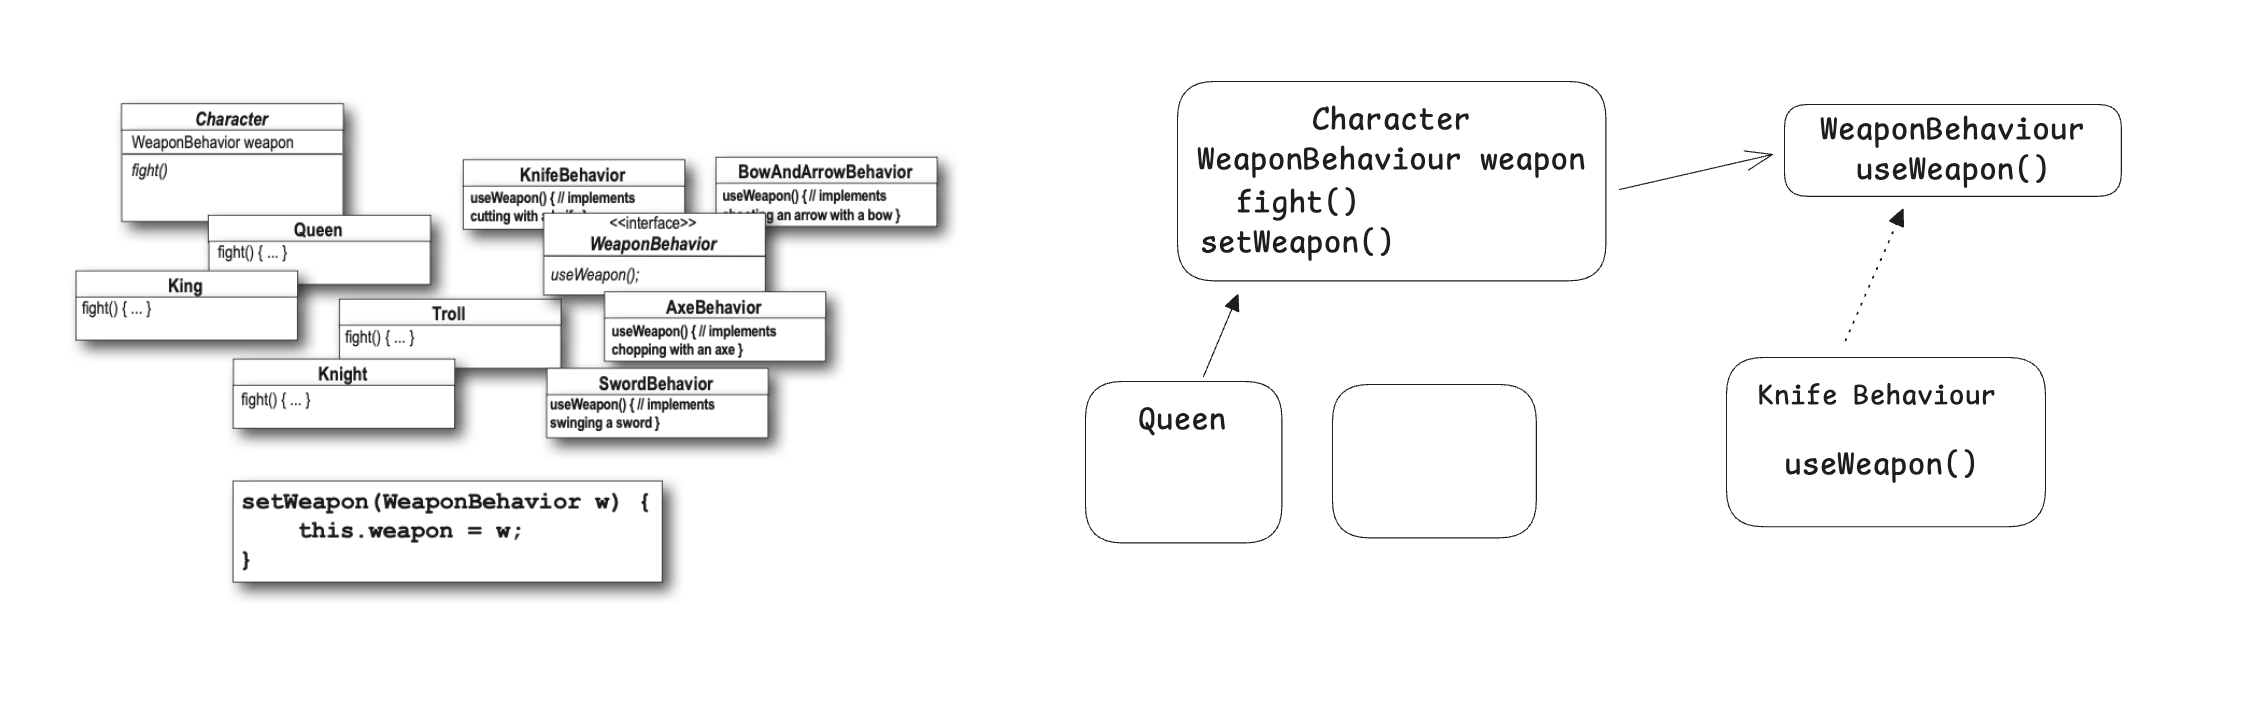 Character
WeaponBehavior weapon
fight()
Queen
fight() { ... }
King
fight() { ... }
Troll
fight() { ... }
Knight
fight() { ... }
KnifeBehavior
useWeapon() { // implements
cutting with a
BowAndArrowBehavior
useWeapon() { // implements
an arrow with a bow }
<<interface>>
WeaponBehavior
useWeapon();
AxeBehavior
useWeapon() { // implements
chopping with an axe }
SwordBehavior
useWeapon() { // implements
swinging a sword }
setWeapon(WeaponBehavior w) {
this.weapon = w;
}
Character
WeaponBehaviour weapon
fight()
setWeapon()
WeaponBehaviour
useWeapon()
Queen
Knife Behaviour
useWeapon()